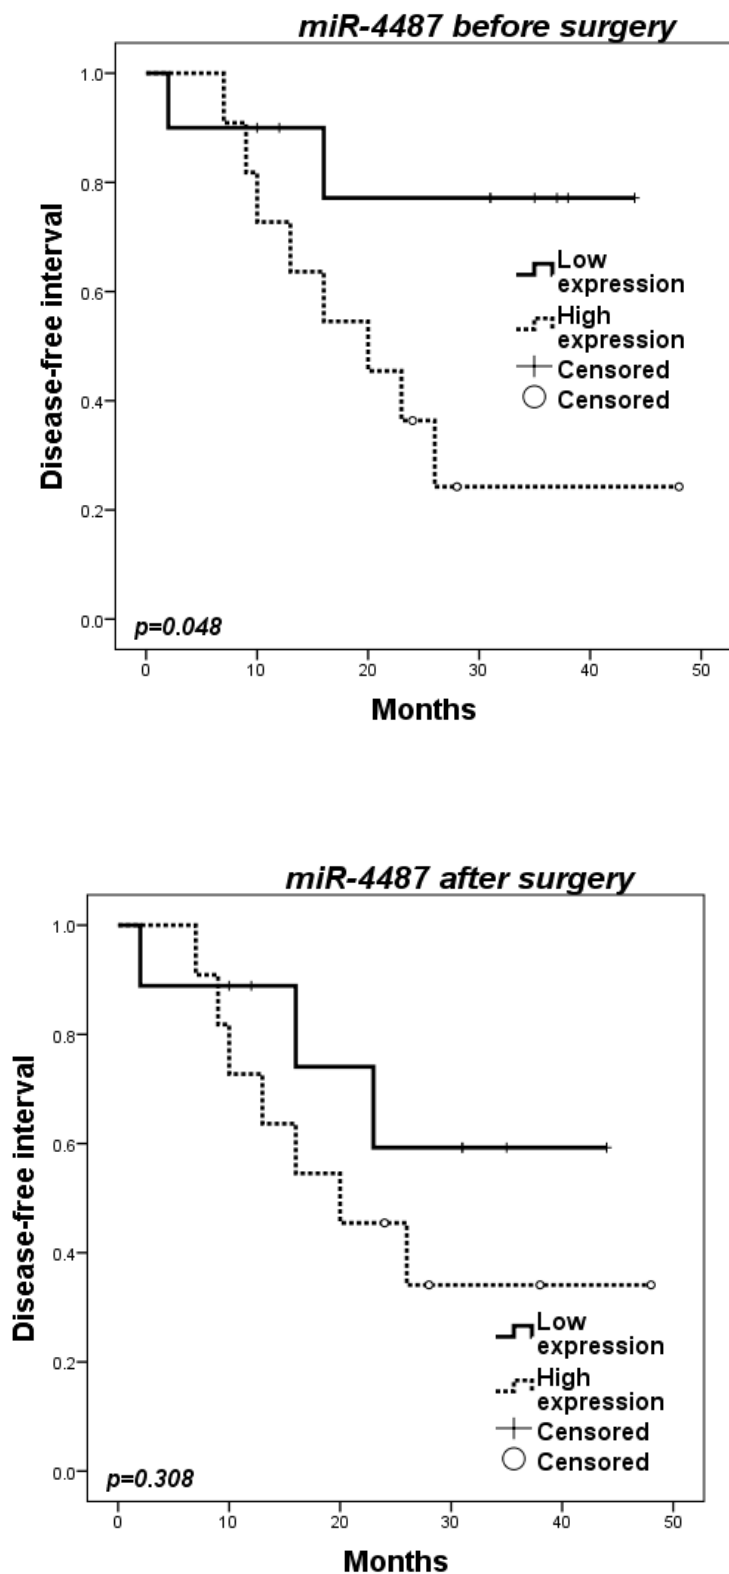 miR-4487 before surgery
1.0
0.8
0.6
0.4
0.2
0.0
Disease-free interval
Low
expression
High
expression
Censored
Censored
p=0.048
0 10 20 30 40 50
Months
miR-4487 after surgery
1.0
0.8
0.6
0.4
0.2
0.0
Disease-free interval
Low
expression
High
expression
Censored
Censored
p=0.308
0 10 20 30 40 50
Months